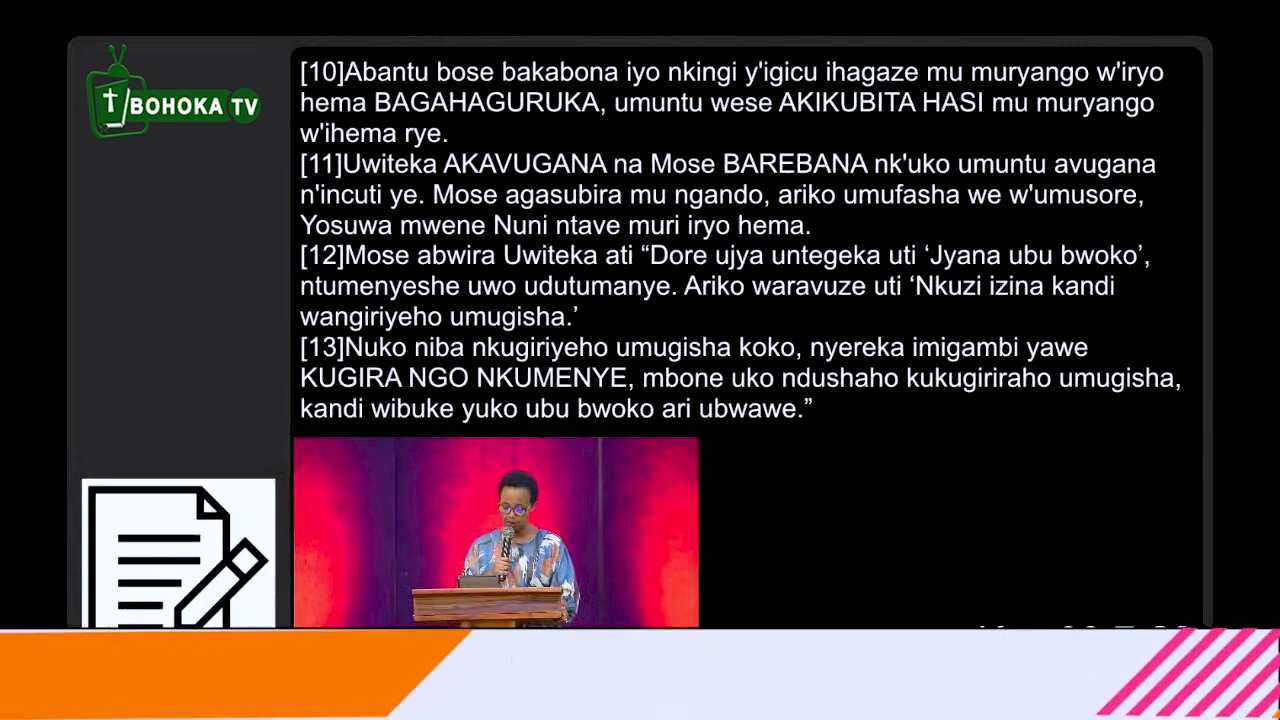 BOHOKA TV
[10]Abantu bose bakabona iyo nkingi y'igicu ihagaze mu muryango w'iryo
hema BAGAHAGURUKA, umuntu wese AKIKUBITA HASI mu muryango
w'ihema rye.
[11]Uwiteka AKAVUGANA na Mose BAREBANA nk'uko umuntu avugana
n'incuti ye. Mose agasubira mu ngando, ariko umufasha we w'umusore,
Yosuwa mwene Nuni ntave muri iryo hema.
[12]Mose abwira Uwiteka ati “Dore ujya untegeka uti ‘Jyana ubu bwoko’,
ntumenyeshe uwo udutumanye. Ariko waravuze uti ‘Nkuzi izina kandi
wangiriyeho umugisha.’
[13]Nuko niba nkugiriyeho umugisha koko, nyereka imigambi yawe
KUGIRA NGO NKUMENYE, mbone uko ndushaho kukugiriraho umugisha,
kandi wibuke yuko ubu bwoko ari ubwawe.”